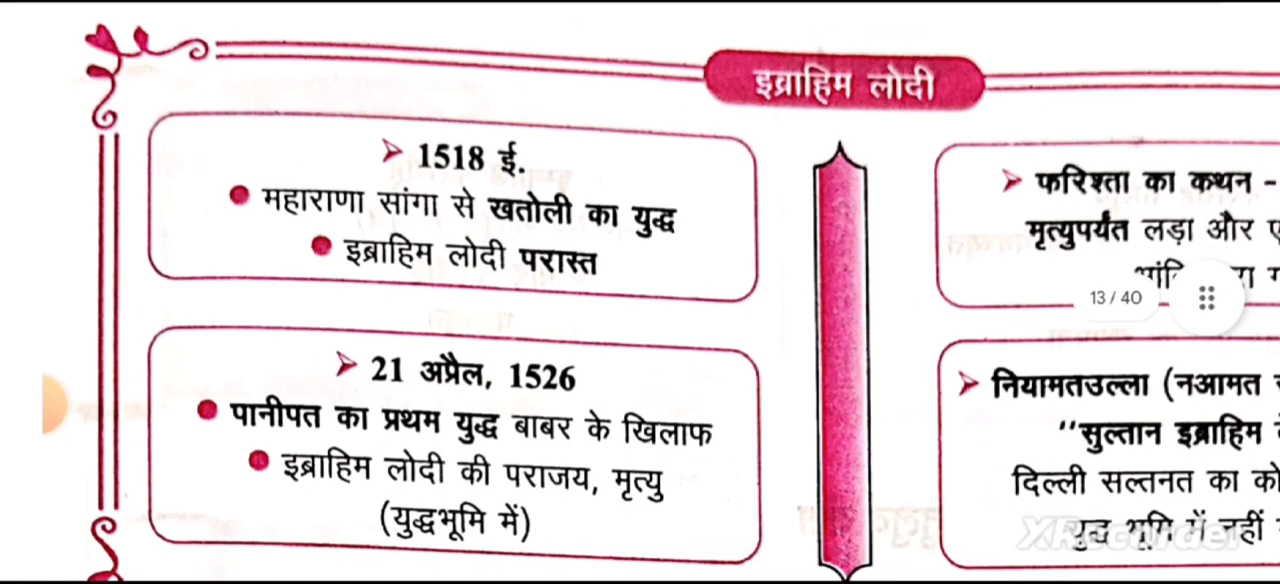 इब्राहिम लोदी
➤ 1518 ई.
● महाराणा सांगा से खतोली का युद्ध
● इब्राहिम लोदी परास्त
➤ 21 अप्रैल, 1526
● पानीपत का प्रथम युद्ध बाबर के खिलाफ
● इब्राहिम लोदी की पराजय, मृत्यु
(युद्धभूमि में)
➤ फरिश्ता का कथन -
मृत्युपर्यंत लड़ा और
13 / 40
➤ नियामतउल्ला (नआमत
“सुल्तान इब्राहिम
दिल्ली सल्तनत का
युद्ध भूमि में नहीं
XRecorder